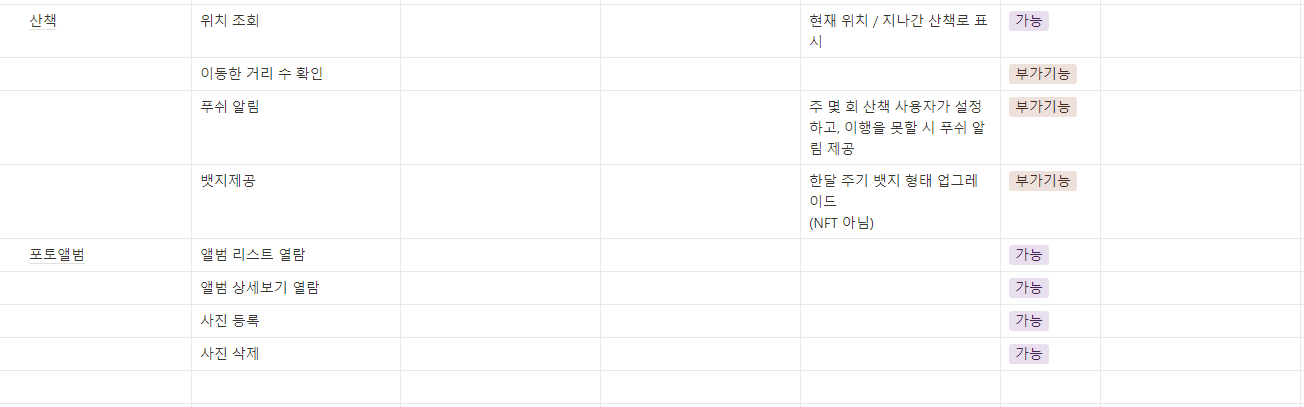 산책 위치 조회 현재 위치 / 지나간 산책로 표 가능
시
이동한 거리 수 확인 부가기능
푸쉬 알림 주 몇 회 산책 사용자가 설정 부가기능
하고, 이행을 못할 시 푸쉬 알
림 제공
뱃지제공 한달 주기 뱃지 형태 업그레 부가기능
이드
(NFT 아님)
포토앨범 앨범 리스트 열람 가능
앨범 상세보기 열람 가능
사진 등록 가능
사진 삭제 가능